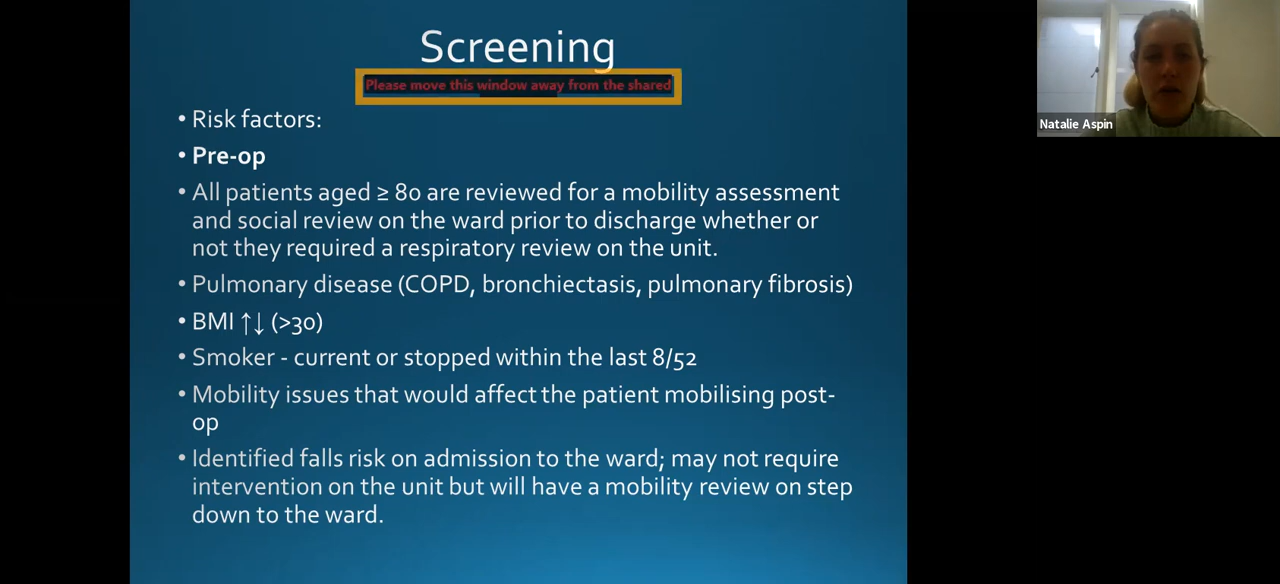 Screening
Please move this window away from the shared
• Risk factors:
• Pre-op
• All patients aged ≥ 80 are reviewed for a mobility assessment
and social review on the ward prior to discharge whether or
not they required a respiratory review on the unit.
• Pulmonary disease (COPD, bronchiectasis, pulmonary fibrosis)
• BMI ↑↓ (>30)
• Smoker - current or stopped within the last 8/52
• Mobility issues that would affect the patient mobilising post-
op
• Identified falls risk on admission to the ward; may not require
intervention on the unit but will have a mobility review on step
down to the ward.
Natalie Aspin